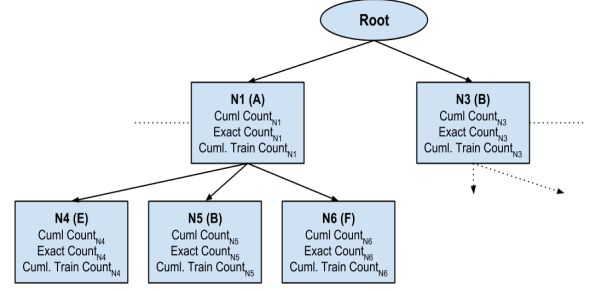 Root
N1 (A)
Cuml Count_N1
Exact Count_N1
Cuml. Train Count_N1
N3 (B)
Cuml Count_N3
Exact Count_N3
Cuml. Train Count_N3
N4 (E)
Cuml Count_N4
Exact Count_N4
Cuml. Train Count_N4
N5 (B)
Cuml Count_N5
Exact Count_N5
Cuml. Train Count_N5
N6 (F)
Cuml Count_N6
Exact Count_N6
Cuml. Train Count_N6